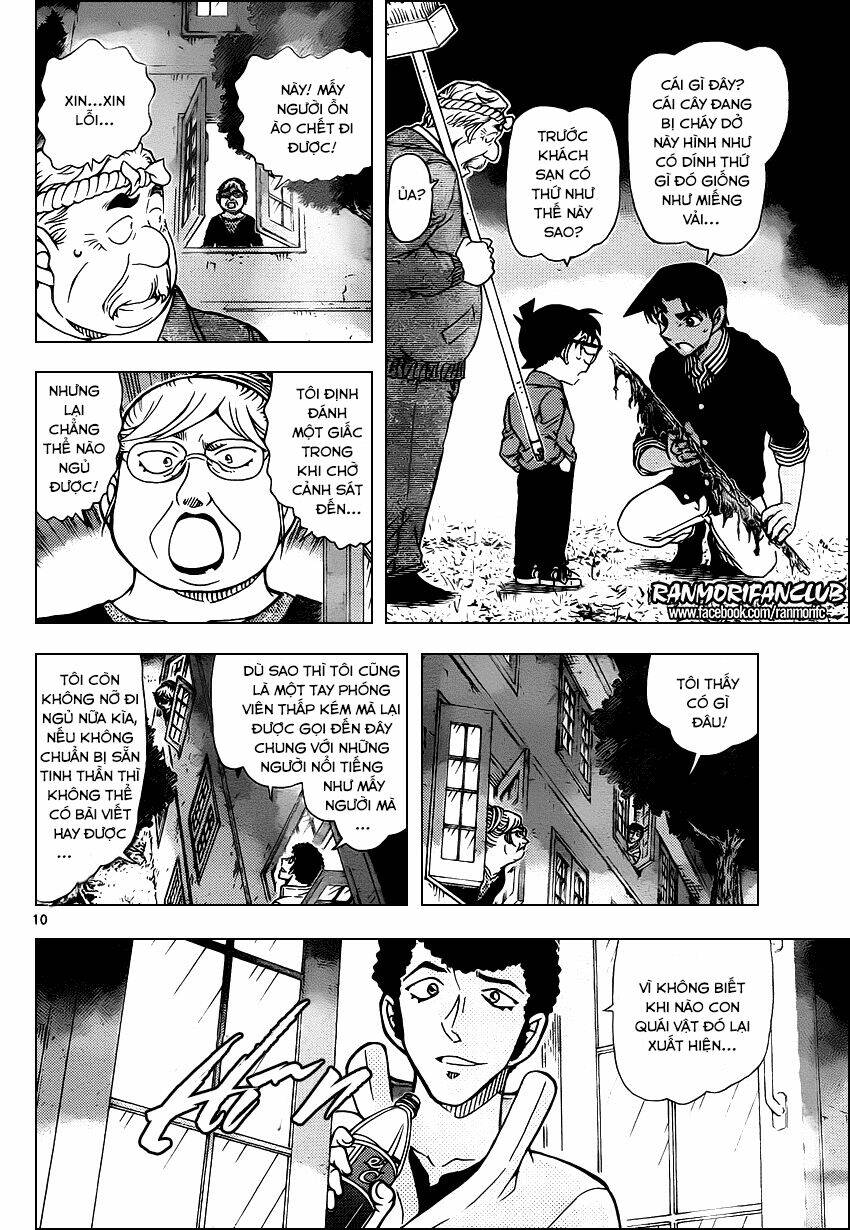 CÁI GÌ ĐÂY?
CÁI CÂY ĐANG
BỊ CHÁY DỞ
NÀY HÌNH NHƯ
CÓ DÍNH THỨ
GÌ ĐÓ GIỐNG
NHƯ MIẾNG
VẢI...
TRƯỚC
KHÁCH
SẠN CÓ
THỨ NHƯ
THẾ NÀY
SAO?
ỦA?
RANMORIFANCLUB
www.facebook.com/ranmorifc
NÀY! MẤY
NGƯỜI ỒN
ÀO CHẾT ĐI
ĐƯỢC!
XIN...XIN
LỖI...
TÔI ĐỊNH
ĐÁNH
MỘT GIẤC
TRONG
KHI CHỜ
CẢNH SÁT
ĐẾN...
NHƯNG
LẠI
CHẲNG
THỂ NÀO
NGỦ
ĐƯỢC!
TÔI THẤY
CÓ GÌ
ĐÂU!
DÙ SAO THÌ TÔI CŨNG
LÀ MỘT TAY PHÓNG
VIÊN THẤP KÉM MÀ LẠI
ĐƯỢC GỌI ĐẾN ĐÂY
CHUNG VỚI NHỮNG
NGƯỜI NỔI TIẾNG
NHƯ MẤY
NGƯỜI MÀ
...
TÔI CÒN
KHÔNG NỠ ĐI
NGỦ NỮA KÌA,
NẾU KHÔNG
CHUẨN BỊ SẴN
TINH THẦN THÌ
KHÔNG THỂ
CÓ BÀI VIẾT
HAY ĐƯỢC
...
10
VÌ KHÔNG BIẾT
KHI NÀO CON
QUÁI VẬT ĐÓ LẠI
XUẤT HIỆN...